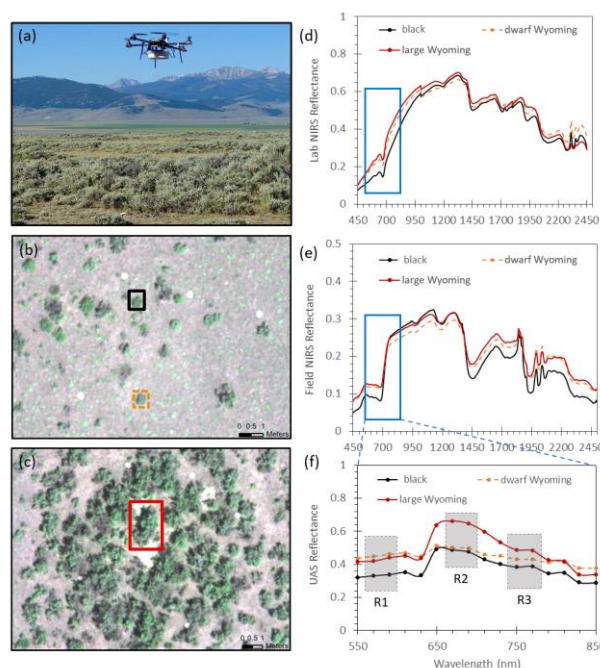 (a)
(b)
0 0.5 1
Meters
(c)
0 0.5 1
Meters
(d)
black
dwarf Wyoming
large Wyoming
Lab NIRS Reflectance
1
0.8
0.6
0.4
0.2
0
450 700 950 1200 1450 1700 1950 2200 2450
(e)
black
dwarf Wyoming
large Wyoming
Field NIRS Reflectance
0.5
0.4
0.3
0.2
0.1
0
450 700 950 1200 1450 1700 1950 2200 2450
(f)
black
dwarf Wyoming
large Wyoming
UAS Reflectance
1
0.8
0.6
0.4
0.2
0
R1
R2
R3
550 650 750 850
Wavelength (nm)